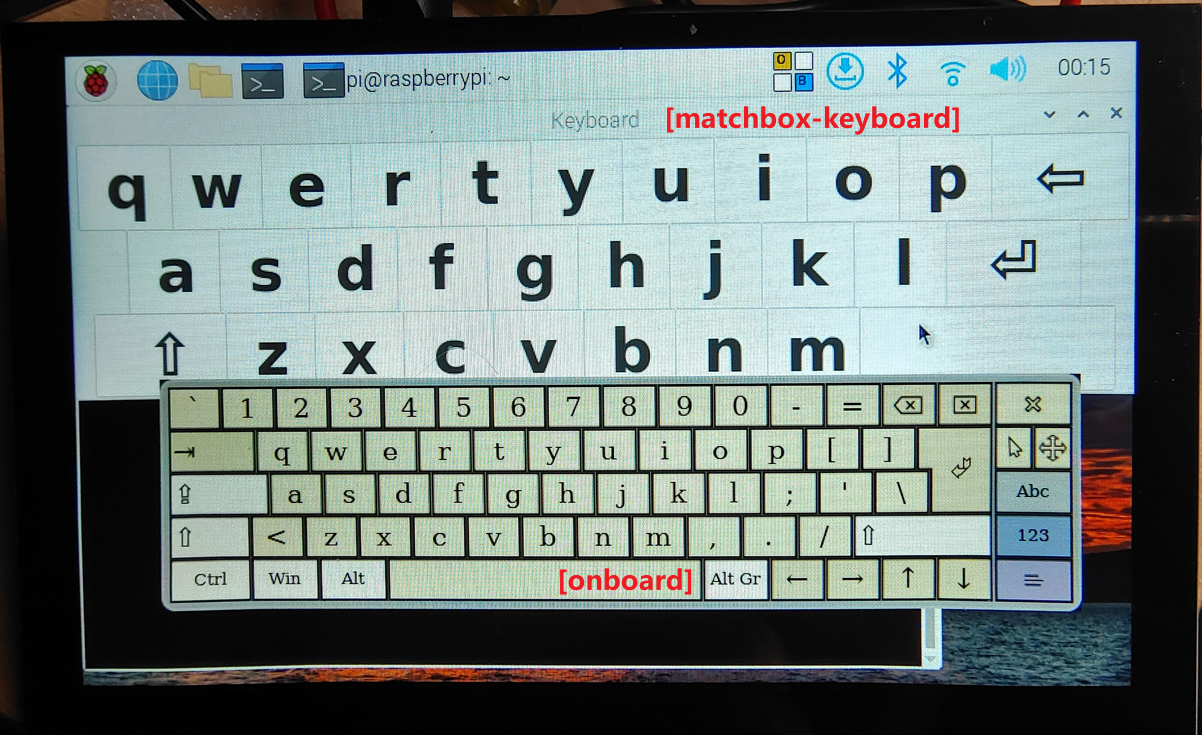 pi@raspberrypi: ~ O B 00:15
Keyboard [matchbox-keyboard]
q w e r t y u i o p
a s d f g h j k l
z x c v b n m
` 1 2 3 4 5 6 7 8 9 0 - =
q w e r t y u i o p [ ]
a s d f g h j k l ; ' \ Abc
< z x c v b n m , . / 123
Ctrl Win Alt [onboard] Alt Gr ← → ↑ ↓